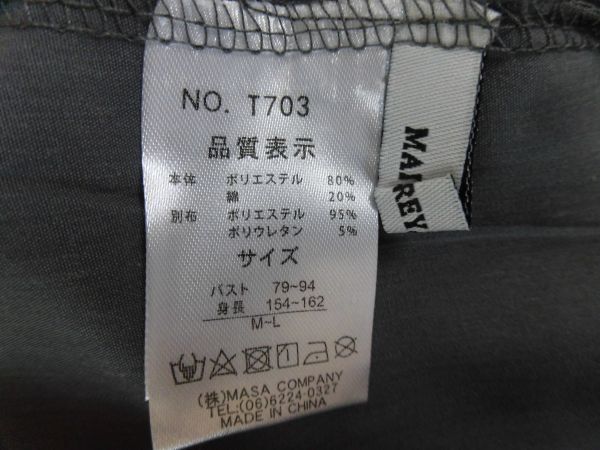 NO. T703
品質表示
本体 ポリエステル 80%
綿 20%
別布 ポリエステル 95%
ポリウレタン 5%
サイズ
バスト 79~94
身長 154~162
M~L
(株)MASA COMPANY
TEL:(06)6224-0327
MADE IN CHINA
MAIREY